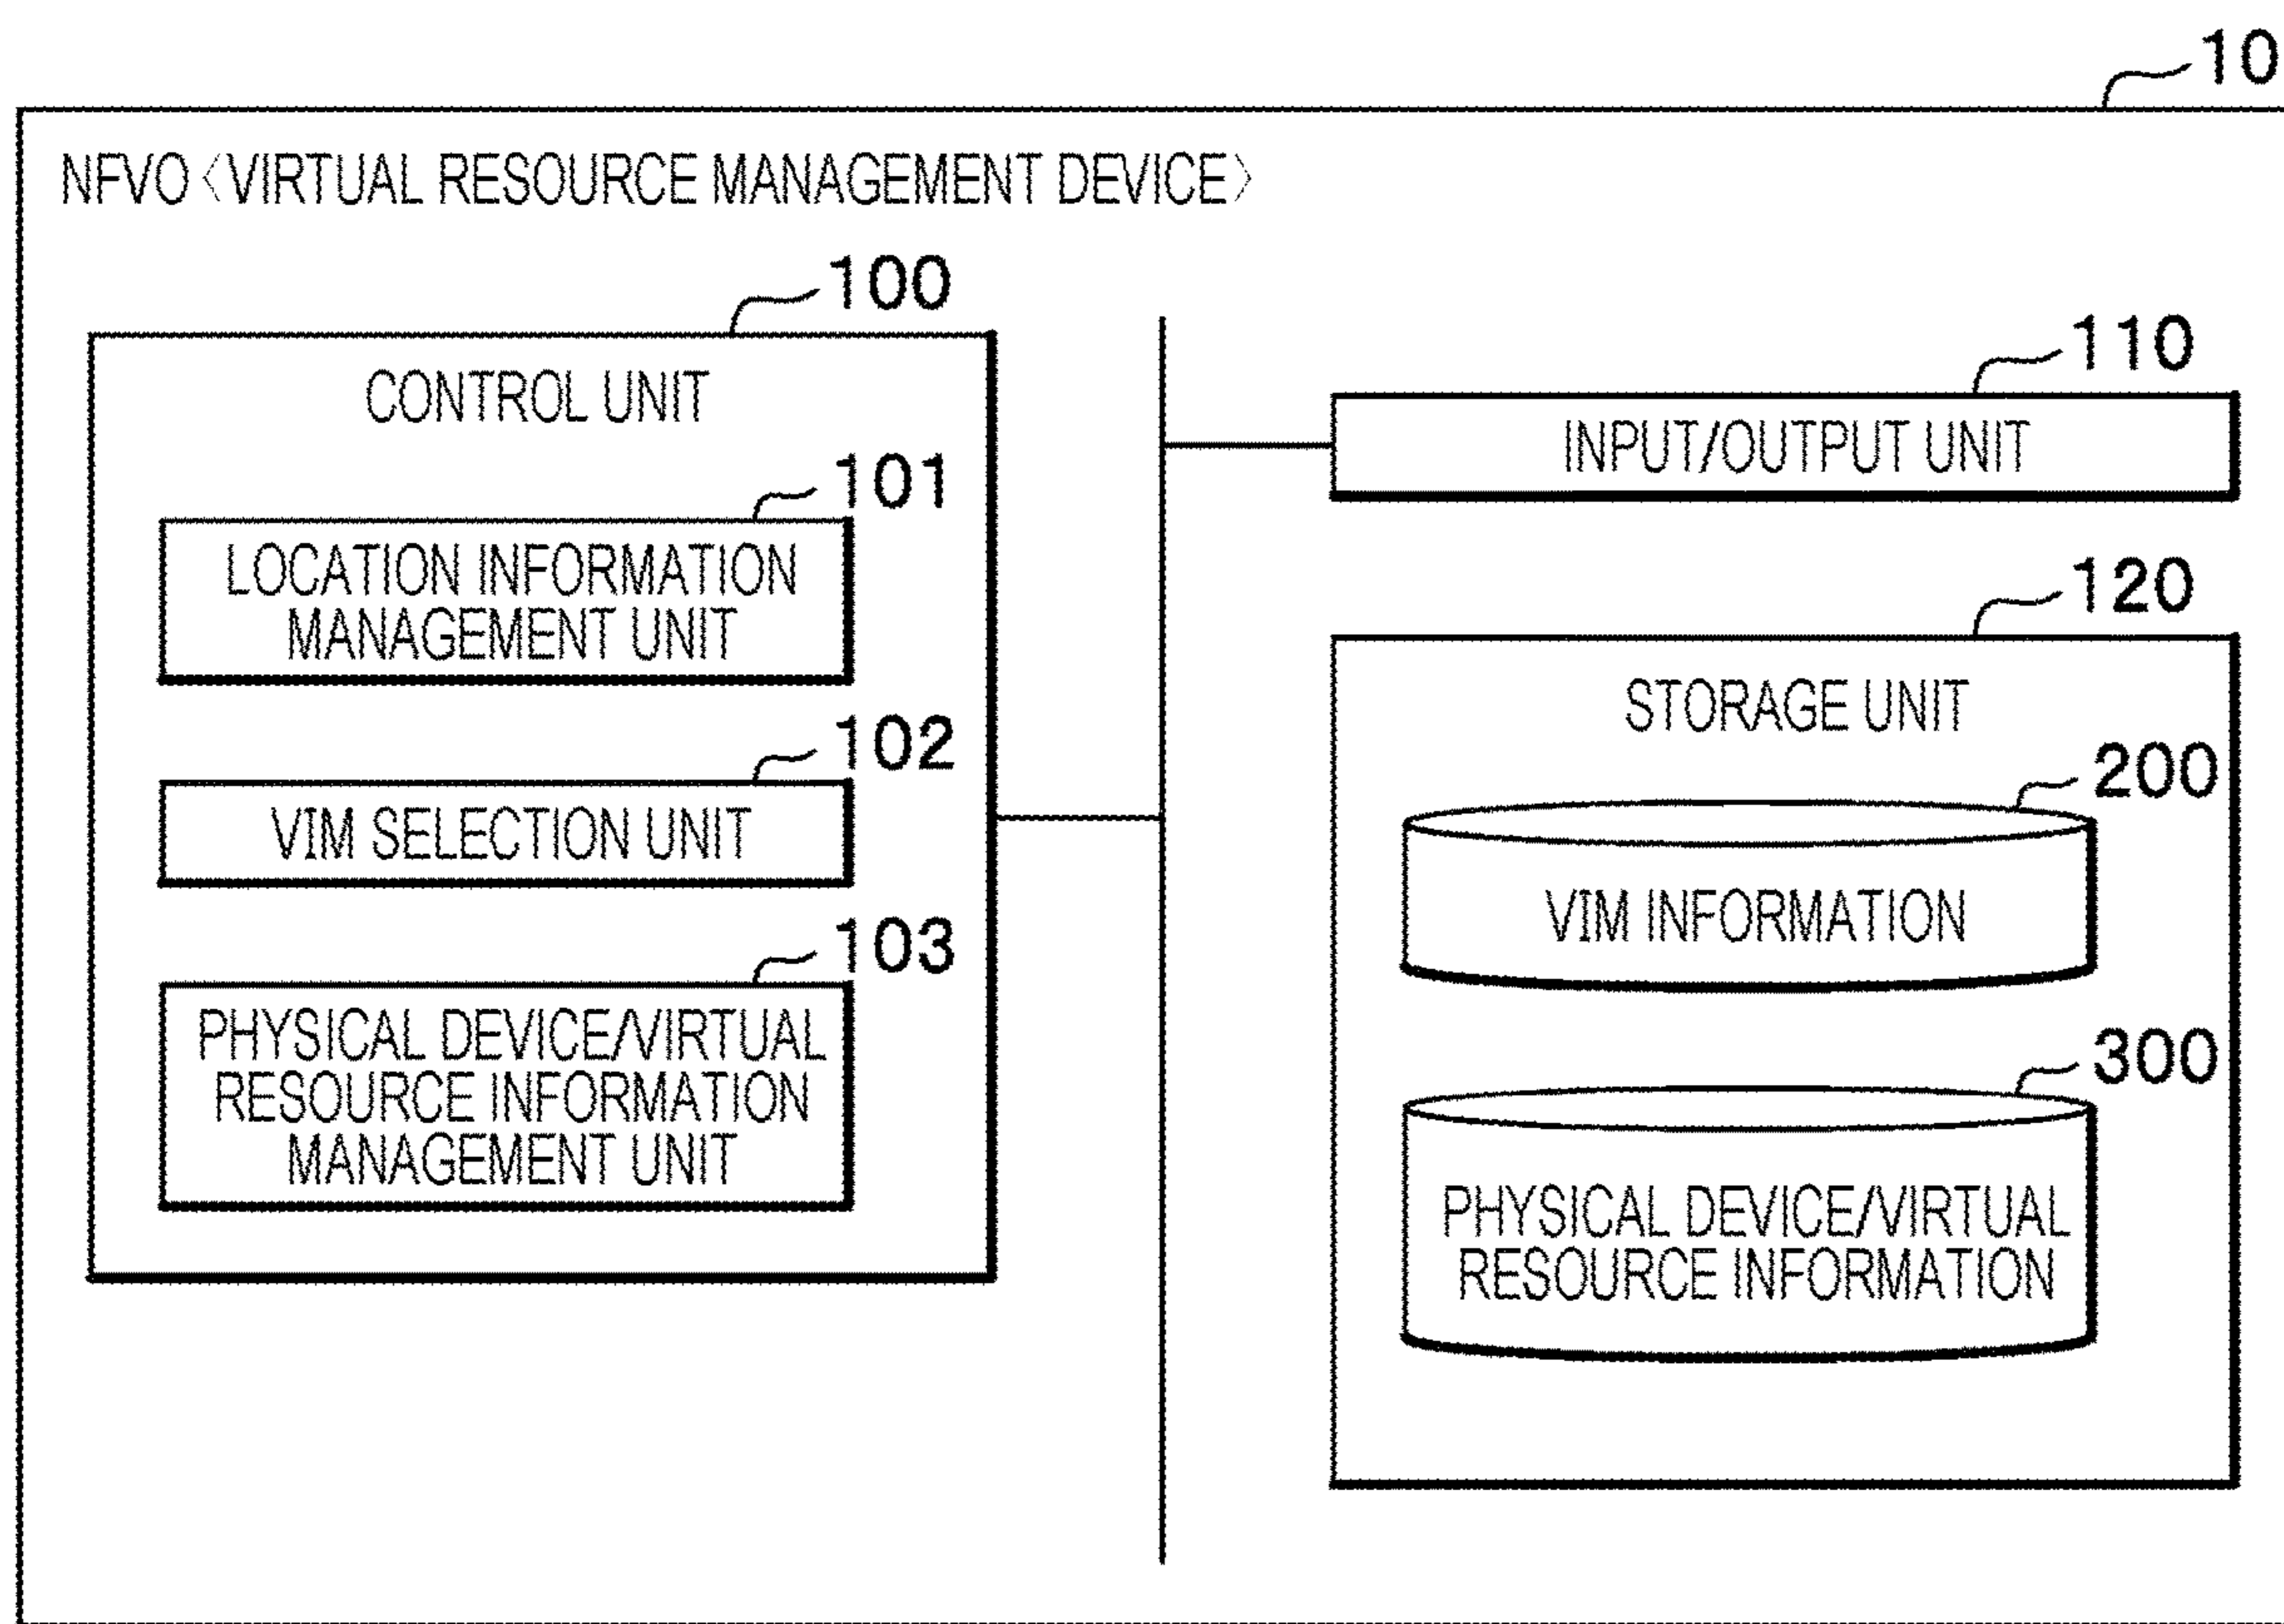 10
NFVO〈VIRTUAL RESOURCE MANAGEMENT DEVICE〉
100
CONTROL UNIT
101
LOCATION INFORMATION
MANAGEMENT UNIT
102
VIM SELECTION UNIT
103
PHYSICAL DEVICE/VIRTUAL
RESOURCE INFORMATION
MANAGEMENT UNIT
110
INPUT/OUTPUT UNIT
120
STORAGE UNIT
200
VIM INFORMATION
300
PHYSICAL DEVICE/VIRTUAL
RESOURCE INFORMATION